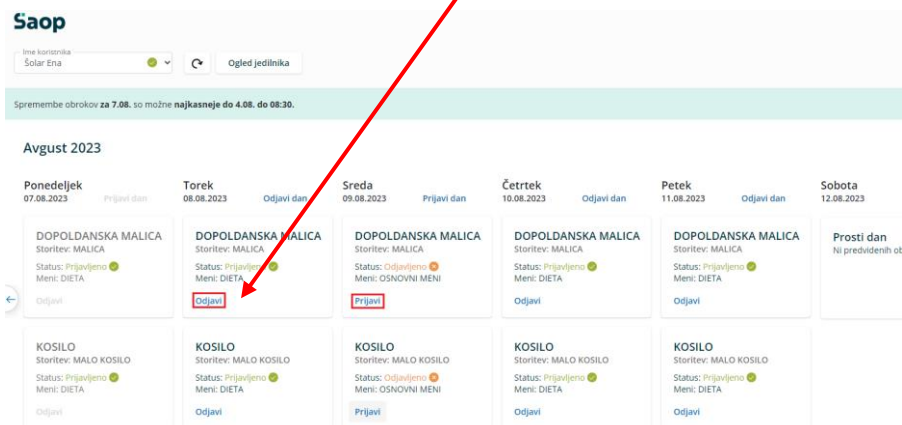 Saop
Ime koristnika
Šolar Ena
Ogled jedilnika
Spremembe obrokov za 7.08. so možne najkasneje do 4.08. do 08:30.
Avgust 2023
Ponedeljek
07.08.2023 Prijavi dan
Torek
08.08.2023 Odjavi dan
Sreda
09.08.2023 Prijavi dan
Četrtek
10.08.2023 Odjavi dan
Petek
11.08.2023 Odjavi dan
Sobota
12.08.2023
DOPOLDANSKA MALICA
Storitev: MALICA
Status: Prijavljeno
Meni: DIETA
Odjavi
DOPOLDANSKA MALICA
Storitev: MALICA
Status: Prijavljeno
Meni: DIETA
Odjavi
DOPOLDANSKA MALICA
Storitev: MALICA
Status: Odjavljeno
Meni: OSNOVNI MENI
Prijavi
DOPOLDANSKA MALICA
Storitev: MALICA
Status: Prijavljeno
Meni: DIETA
Odjavi
DOPOLDANSKA MALICA
Storitev: MALICA
Status: Prijavljeno
Meni: DIETA
Odjavi
Prosti dan
Ni predvidenih ob
KOSILO
Storitev: MALO KOSILO
Status: Prijavljeno
Meni: DIETA
Odjavi
KOSILO
Storitev: MALO KOSILO
Status: Prijavljeno
Meni: DIETA
Odjavi
KOSILO
Storitev: MALO KOSILO
Status: Odjavljeno
Meni: OSNOVNI MENI
Prijavi
KOSILO
Storitev: MALO KOSILO
Status: Prijavljeno
Meni: DIETA
Odjavi
KOSILO
Storitev: MALO KOSILO
Status: Prijavljeno
Meni: DIETA
Odjavi